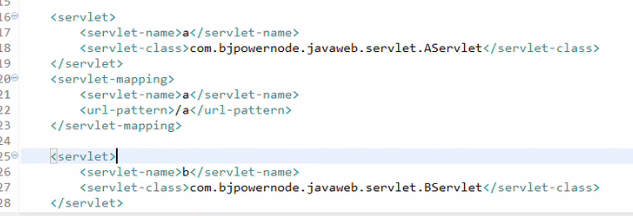 16 <servlet>
17 <servlet-name>a</servlet-name>
18 <servlet-class>com.bjpowernode.javaweb.servlet.AServlet</servlet-class>
19 </servlet>
20 <servlet-mapping>
21 <servlet-name>a</servlet-name>
22 <url-pattern>/a</url-pattern>
23 </servlet-mapping>
24
25 <servlet>
26 <servlet-name>b</servlet-name>
27 <servlet-class>com.bjpowernode.javaweb.servlet.BServlet</servlet-class>
28 </servlet>